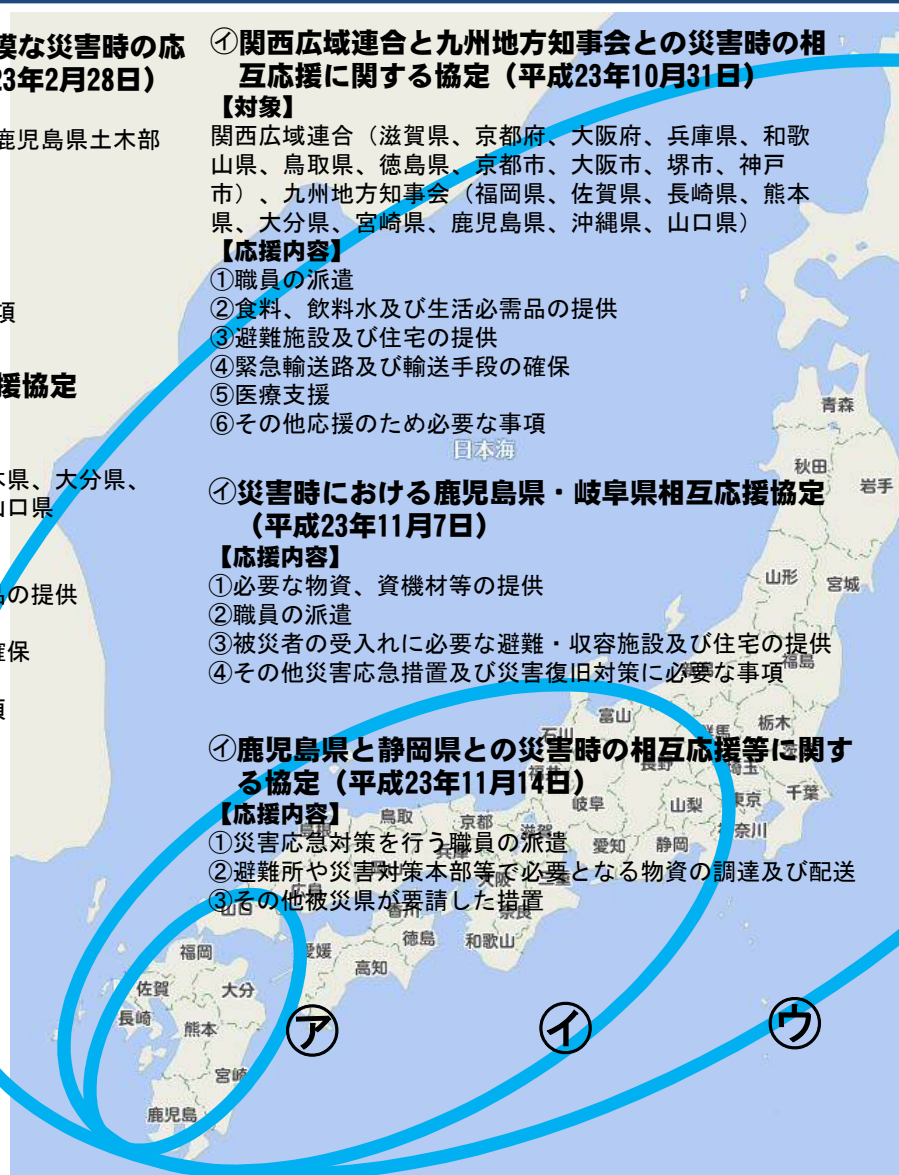 模な災害時の応
23年2月28日）
鹿児島県土木部
項
援協定
木県、大分県、
山口県
品の提供
確保
項
㋑関西広域連合と九州地方知事会との災害時の相
互応援に関する協定（平成23年10月31日）
【対象】
関西広域連合（滋賀県、京都府、大阪府、兵庫県、和歌
山県、鳥取県、徳島県、京都市、大阪市、堺市、神戸
市）、九州地方知事会（福岡県、佐賀県、長崎県、熊本
県、大分県、宮崎県、鹿児島県、沖縄県、山口県）
【応援内容】
①職員の派遣
②食料、飲料水及び生活必需品の提供
③避難施設及び住宅の提供
④緊急輸送路及び輸送手段の確保
⑤医療支援
⑥その他応援のため必要な事項
㋑災害時における鹿児島県・岐阜県相互応援協定
（平成23年11月7日）
【応援内容】
①必要な物資、資機材等の提供
②職員の派遣
③被災者の受入れに必要な避難・収容施設及び住宅の提供
④その他災害応急措置及び災害復旧対策に必要な事項
㋑鹿児島県と静岡県との災害時の相互応援等に関す
る協定（平成23年11月14日）
【応援内容】
①災害応急対策を行う職員の派遣
②避難所や災害対策本部等で必要となる物資の調達及び配送
③その他被災県が要請した措置
日本海
青森
秋田
岩手
山形
宮城
福島
富山
石川
群馬
栃木
福井
長野
埼玉
岐阜
山梨
東京
千葉
鳥取
京都
滋賀
愛知
静岡
神奈川
島根
兵庫
大阪
三重
広島
山口
香川
奈良
徳島
和歌山
愛媛
高知
福岡
佐賀
大分
長崎
熊本
宮崎
鹿児島
㋐
㋑
㋒